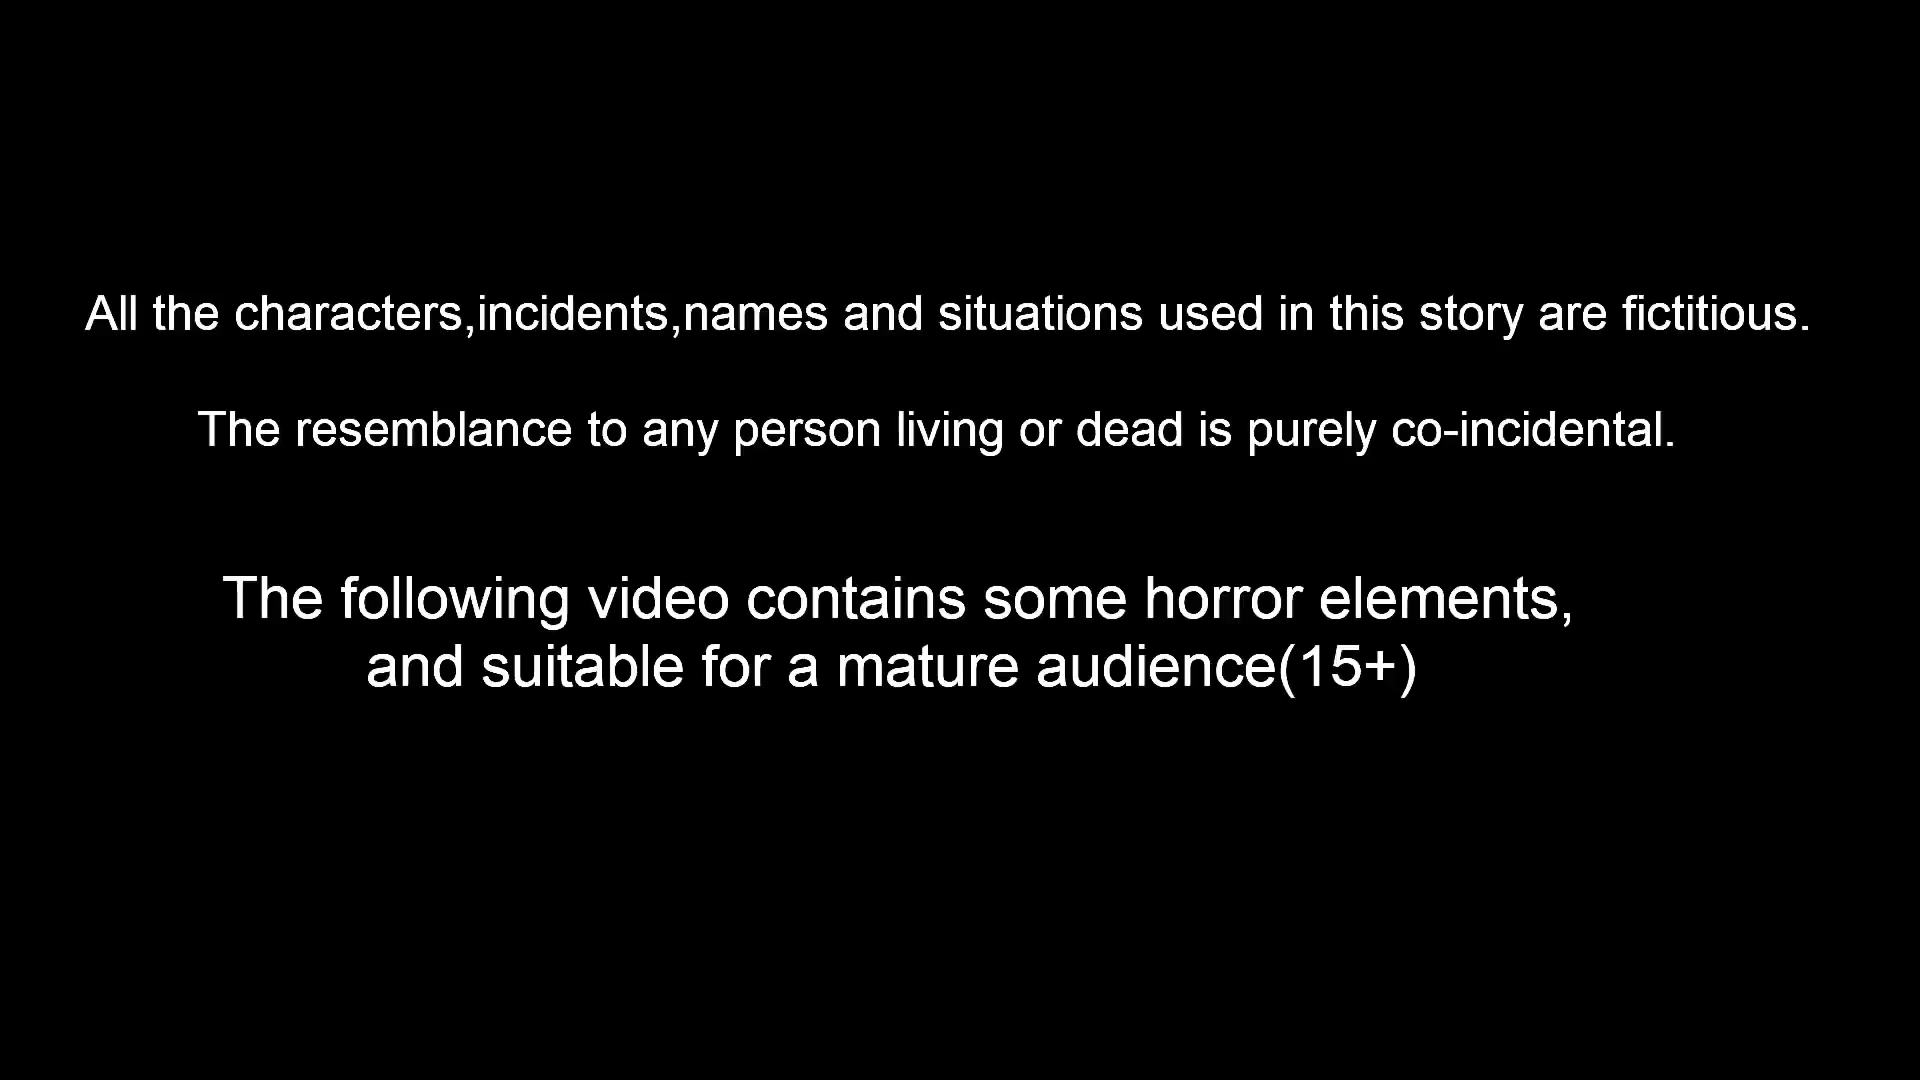 All the characters,incidents,names and situations used in this story are fictitious.
The resemblance to any person living or dead is purely co-incidental.
The following video contains some horror elements,
and suitable for a mature audience(15+)